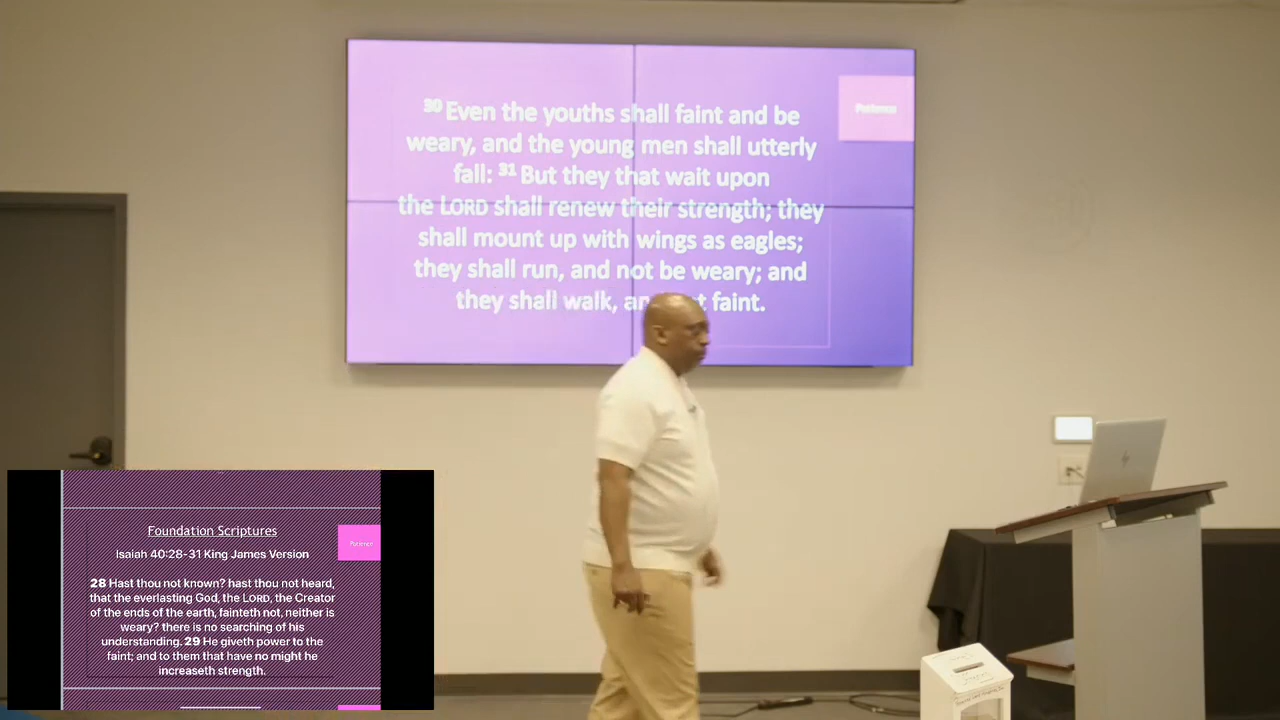 30 Even the youths shall faint and be
weary, and the young men shall utterly
fall: 31 But they that wait upon
the LORD shall renew their strength; they
shall mount up with wings as eagles;
they shall run, and not be weary; and
they shall walk, an t faint.
Patience
Foundation Scriptures
Isaiah 40:28-31 King James Version
Patience
28 Hast thou not known? hast thou not heard,
that the everlasting God, the LORD, the Creator
of the ends of the earth, fainteth not, neither is
weary? there is no searching of his
understanding. 29 He giveth power to the
faint; and to them that have no might he
increaseth strength.